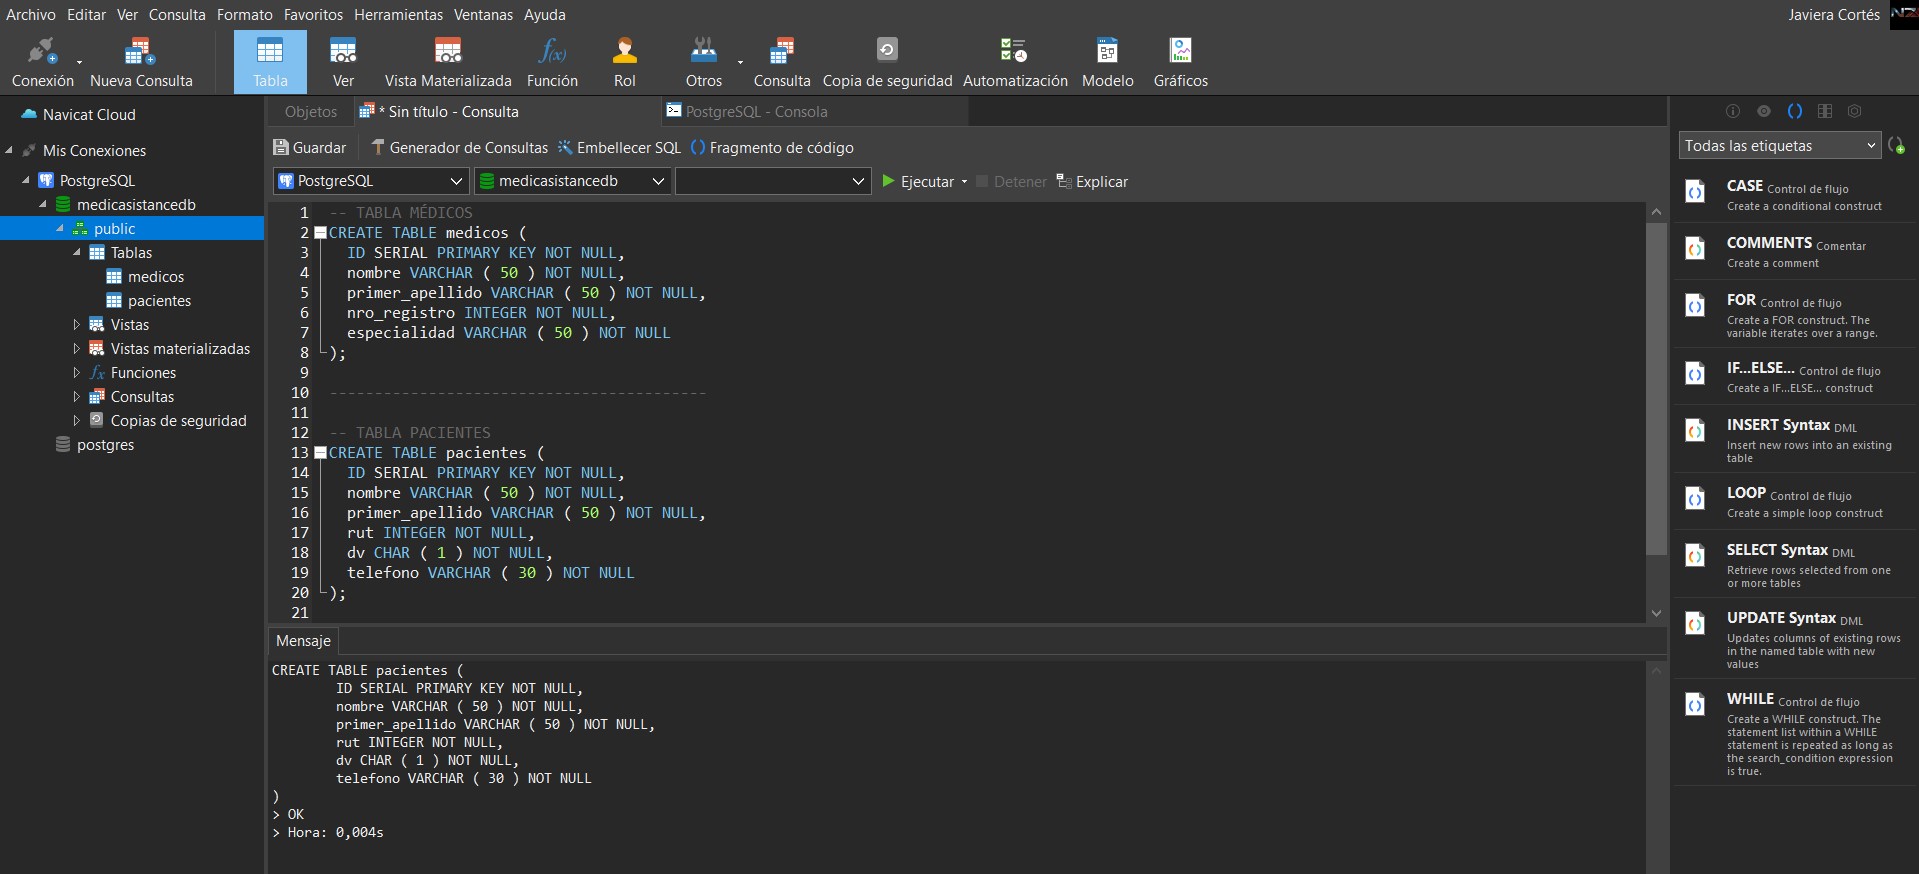 Archivo Editar Ver Consulta Formato Favoritos Herramientas Ventanas Ayuda
Javiera Cortés
Conexión
Nueva Consulta
Tabla
Ver
Vista Materializada
Función
Rol
Otros
Consulta
Copia de seguridad
Automatización
Modelo
Gráficos
Navicat Cloud
Mis Conexiones
PostgreSQL
medicasistancedb
public
Tablas
medicos
pacientes
Vistas
Vistas materializadas
Funciones
Consultas
Copias de seguridad
postgres
Objetos
* Sin título - Consulta
PostgreSQL - Consola
Guardar
Generador de Consultas
Embellecer SQL
Fragmento de código
PostgreSQL
medicasistancedb
Ejecutar
Detener
Explicar
1 -- TABLA MÉDICOS
2 CREATE TABLE medicos (
3 ID SERIAL PRIMARY KEY NOT NULL,
4 nombre VARCHAR ( 50 ) NOT NULL,
5 primer_apellido VARCHAR ( 50 ) NOT NULL,
6 nro_registro INTEGER NOT NULL,
7 especialidad VARCHAR ( 50 ) NOT NULL
8 );
9
10 ------------------------------------------
11
12 -- TABLA PACIENTES
13 CREATE TABLE pacientes (
14 ID SERIAL PRIMARY KEY NOT NULL,
15 nombre VARCHAR ( 50 ) NOT NULL,
16 primer_apellido VARCHAR ( 50 ) NOT NULL,
17 rut INTEGER NOT NULL,
18 dv CHAR ( 1 ) NOT NULL,
19 telefono VARCHAR ( 30 ) NOT NULL
20 );
21
Mensaje
CREATE TABLE pacientes (
ID SERIAL PRIMARY KEY NOT NULL,
nombre VARCHAR ( 50 ) NOT NULL,
primer_apellido VARCHAR ( 50 ) NOT NULL,
rut INTEGER NOT NULL,
dv CHAR ( 1 ) NOT NULL,
telefono VARCHAR ( 30 ) NOT NULL
)
> OK
> Hora: 0,004s
Todas las etiquetas
CASE Control de flujo
Create a conditional construct
COMMENTS Comentar
Create a comment
FOR Control de flujo
Create a FOR construct. The
variable iterates over a range.
IF...ELSE... Control de flujo
Create a IF...ELSE... construct
INSERT Syntax DML
Insert new rows into an existing
table
LOOP Control de flujo
Create a simple loop construct
SELECT Syntax DML
Retrieve rows selected from one
or more tables
UPDATE Syntax DML
Updates columns of existing rows
in the named table with new
values
WHILE Control de flujo
Create a WHILE construct. The
statement list within a WHILE
statement is repeated as long as
the search_condition expression
is true.